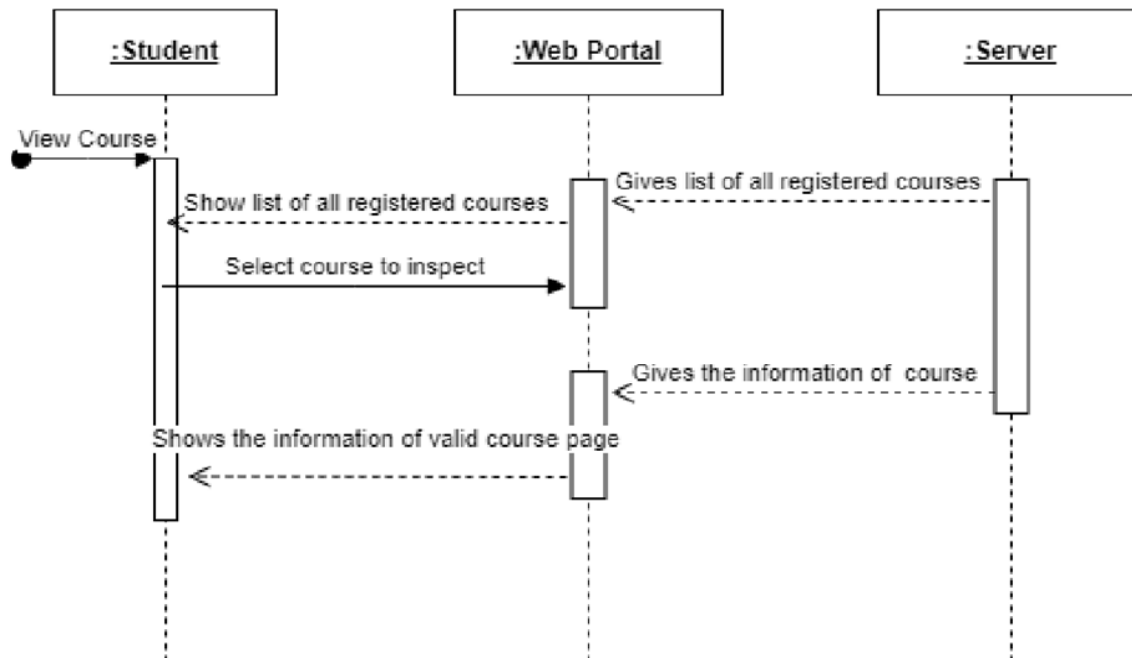 :Student
:Web Portal
:Server
View Course
Gives list of all registered courses
Show list of all registered courses
Select course to inspect
Gives the information of course
Shows the information of valid course page